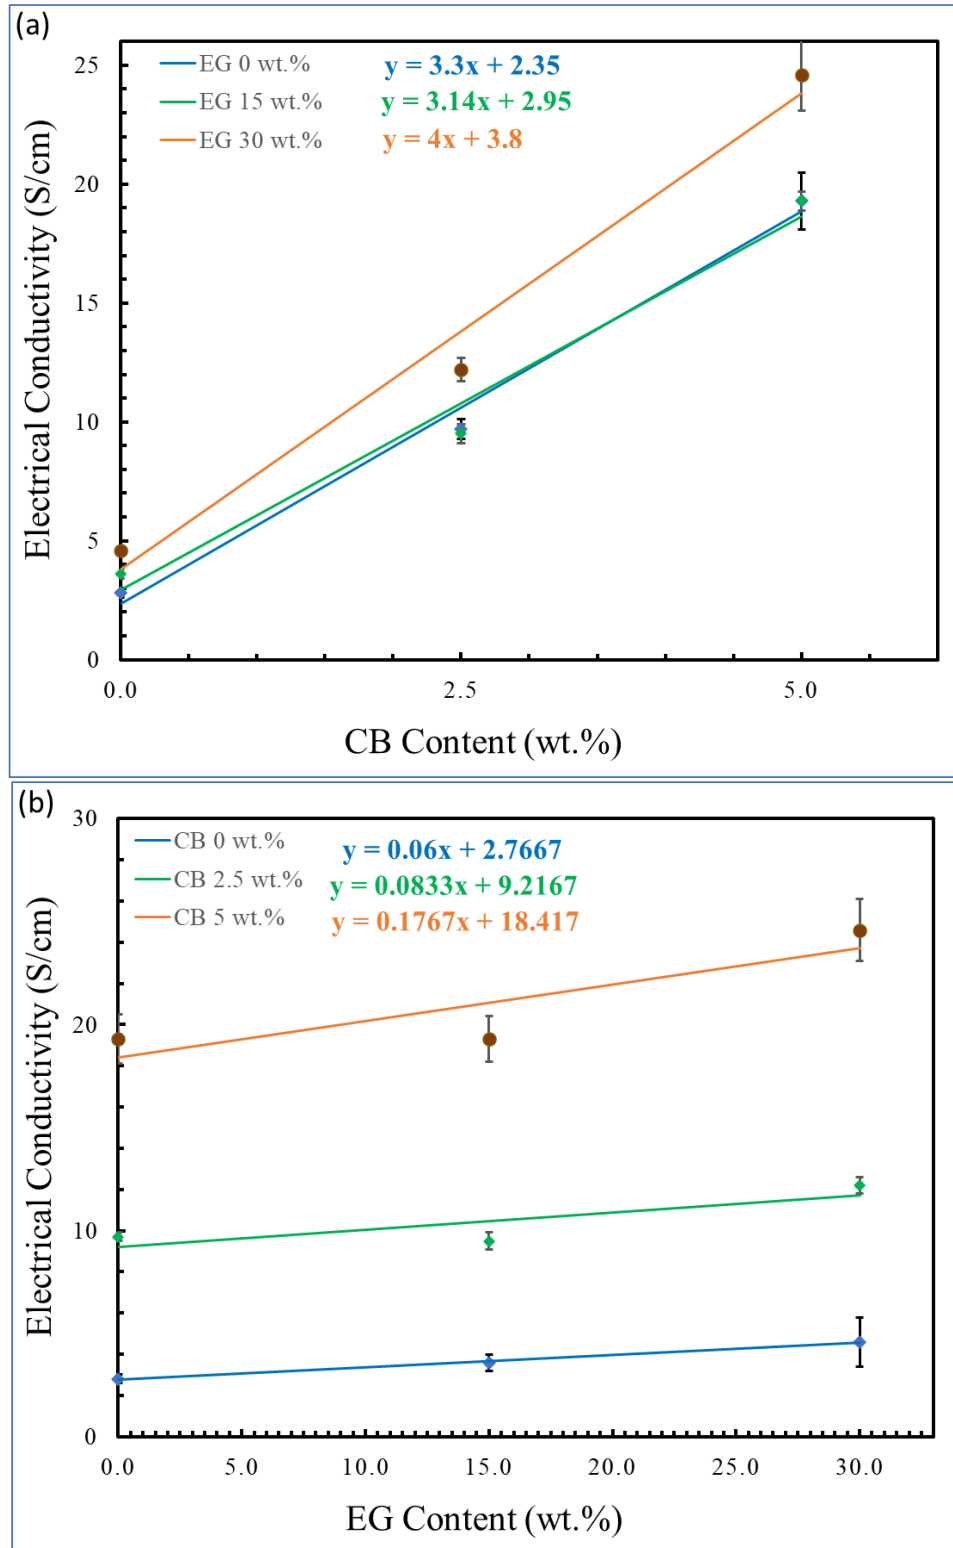 (a)
25
20
15
10
5
0
EG 0 wt.% y = 3.3x + 2.35
EG 15 wt.% y = 3.14x + 2.95
EG 30 wt.% y = 4x + 3.8
Electrical Conductivity (S/cm)
0.0 2.5 5.0
CB Content (wt.%)
(b)
30
20
10
0
CB 0 wt.% y = 0.06x + 2.7667
CB 2.5 wt.% y = 0.0833x + 9.2167
CB 5 wt.% y = 0.1767x + 18.417
Electrical Conductivity (S/cm)
0.0 5.0 10.0 15.0 20.0 25.0 30.0
EG Content (wt.%)